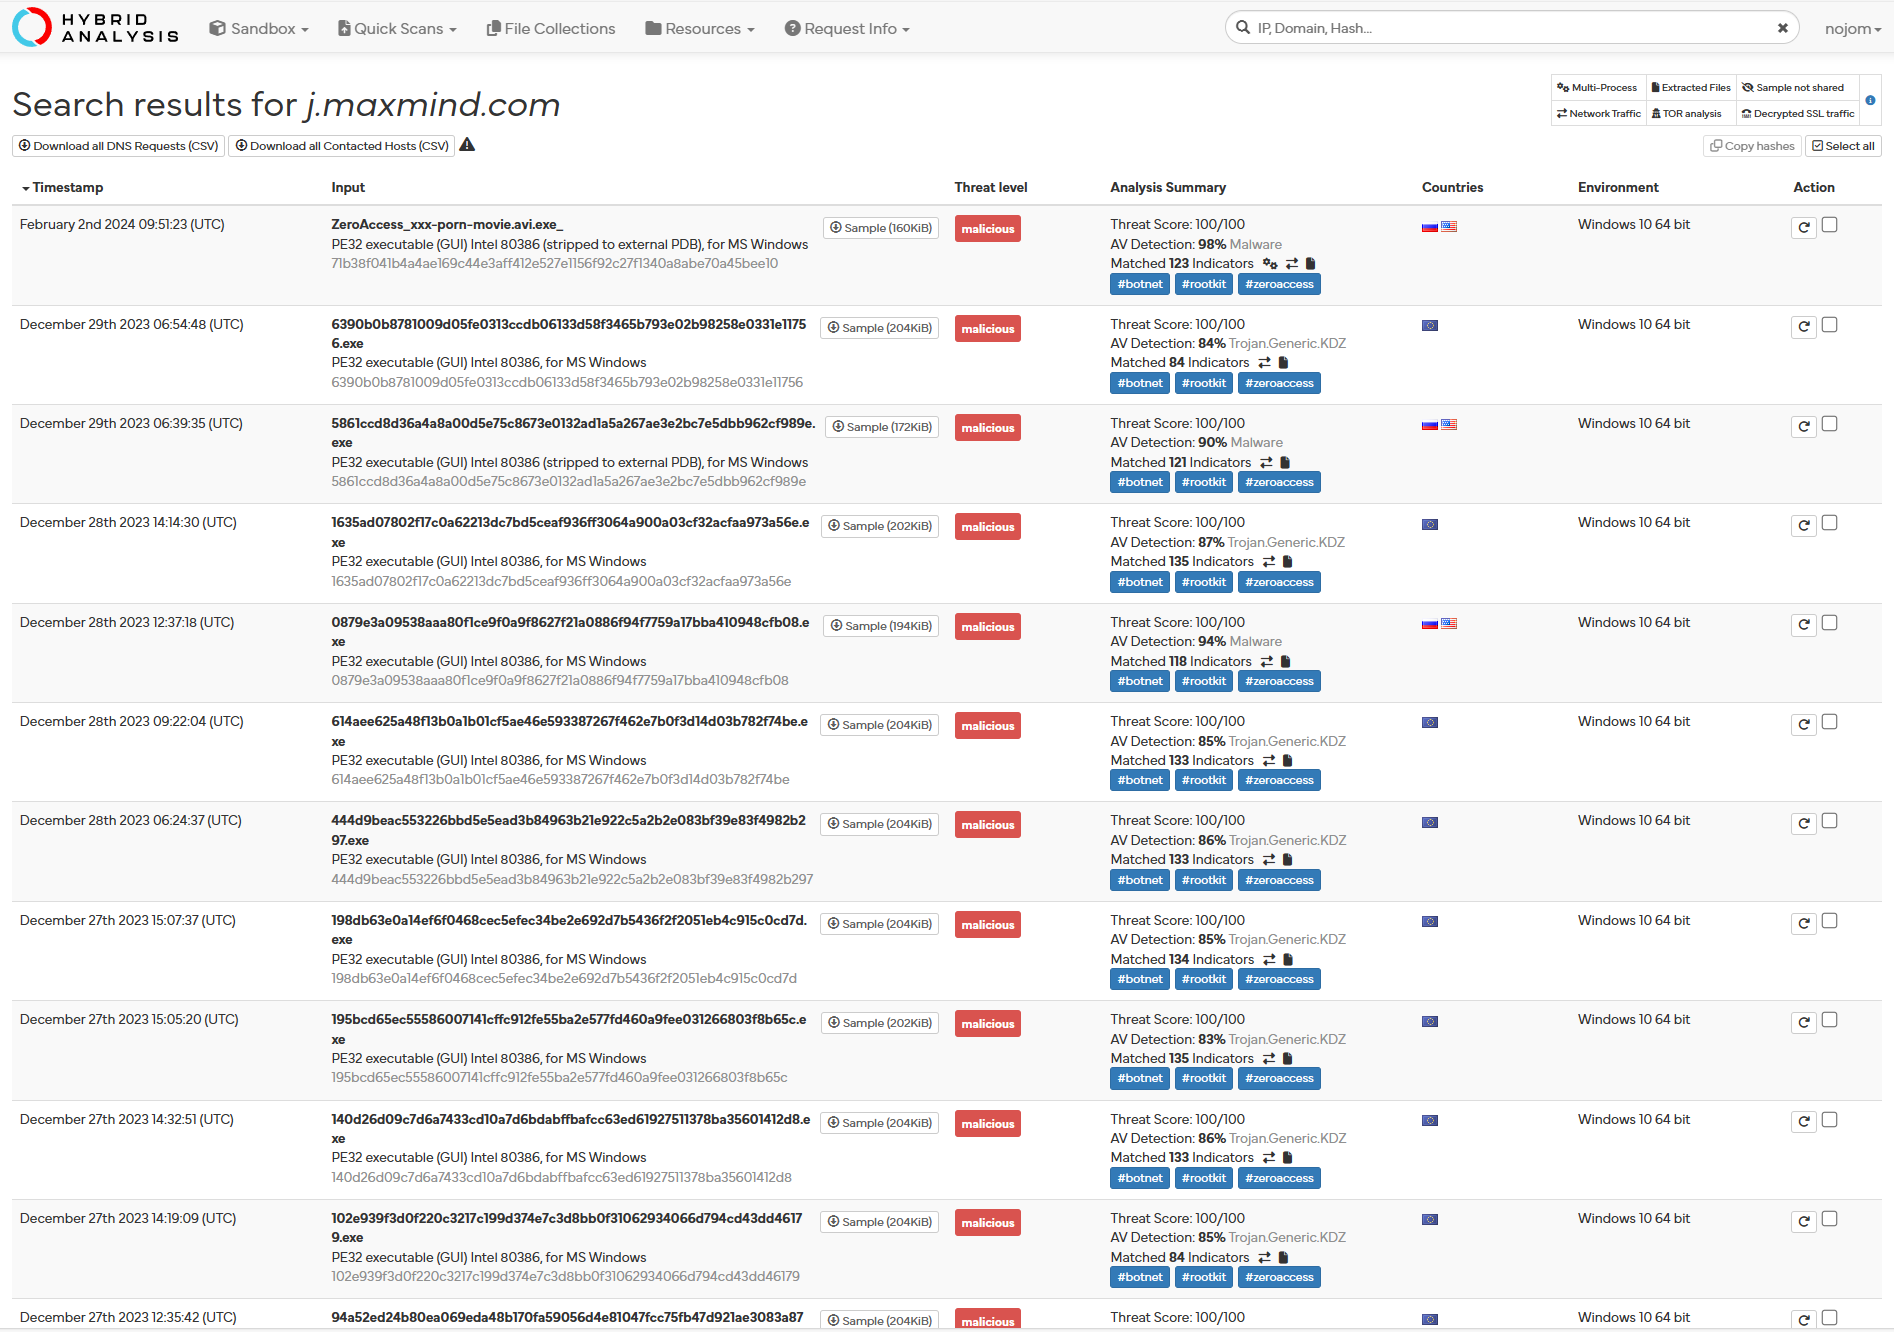 HYBRID ANALYSIS
Sandbox Quick Scans File Collections Resources Request Info IP, Domain, Hash... nojom
Search results for j.maxmind.com
Multi-Process Extracted Files Sample not shared
Network Traffic TOR analysis Decrypted SSL traffic
Download all DNS Requests (CSV) Download all Contacted Hosts (CSV) Copy hashes Select all
Timestamp Input Threat level Analysis Summary Countries Environment Action
February 2nd 2024 09:51:23 (UTC) ZeroAccess_xxx-porn-movie.avi.exe_ Sample (160KiB) malicious Threat Score: 100/100 Windows 10 64 bit
PE32 executable (GUI) Intel 80386 (stripped to external PDB), for MS Windows AV Detection: 98% Malware
71b38f041b4a4ae169c44e3aff412e527e1156f92c27f1340a8abe70a45bee10 Matched 123 Indicators
#botnet #rootkit #zeroaccess
December 29th 2023 06:54:48 (UTC) 6390b0b8781009d05fe0313ccdb06133d58f3465b793e02b98258e0331e1175 Sample (204KiB) malicious Threat Score: 100/100 Windows 10 64 bit
6.exe AV Detection: 84% Trojan.Generic.KDZ
PE32 executable (GUI) Intel 80386, for MS Windows Matched 84 Indicators
6390b0b8781009d05fe0313ccdb06133d58f3465b793e02b98258e0331e11756 #botnet #rootkit #zeroaccess
December 29th 2023 06:39:35 (UTC) 5861ccd8d36a4a8a00d5e75c8673e0132ad1a5a267ae3e2bc7e5dbb962cf989e. Sample (172KiB) malicious Threat Score: 100/100 Windows 10 64 bit
exe AV Detection: 90% Malware
PE32 executable (GUI) Intel 80386 (stripped to external PDB), for MS Windows Matched 121 Indicators
5861ccd8d36a4a8a00d5e75c8673e0132ad1a5a267ae3e2bc7e5dbb962cf989e #botnet #rootkit #zeroaccess
December 28th 2023 14:14:30 (UTC) 1635ad07802f17c0a62213dc7bd5ceaf936ff3064a900a03cf32acfaa973a56e.e Sample (202KiB) malicious Threat Score: 100/100 Windows 10 64 bit
xe AV Detection: 87% Trojan.Generic.KDZ
PE32 executable (GUI) Intel 80386, for MS Windows Matched 135 Indicators
1635ad07802f17c0a62213dc7bd5ceaf936ff3064a900a03cf32acfaa973a56e #botnet #rootkit #zeroaccess
December 28th 2023 12:37:18 (UTC) 0879e3a09538aaa80f1ce9f0a9f8627f21a0886f94f7759a17bba410948cfb08.e Sample (194KiB) malicious Threat Score: 100/100 Windows 10 64 bit
xe AV Detection: 94% Malware
PE32 executable (GUI) Intel 80386, for MS Windows Matched 118 Indicators
0879e3a09538aaa80f1ce9f0a9f8627f21a0886f94f7759a17bba410948cfb08 #botnet #rootkit #zeroaccess
December 28th 2023 09:22:04 (UTC) 614aee625a48f13b0a1b01cf5ae46e593387267f462e7b0f3d14d03b782f74be.e Sample (204KiB) malicious Threat Score: 100/100 Windows 10 64 bit
xe AV Detection: 85% Trojan.Generic.KDZ
PE32 executable (GUI) Intel 80386, for MS Windows Matched 133 Indicators
614aee625a48f13b0a1b01cf5ae46e593387267f462e7b0f3d14d03b782f74be #botnet #rootkit #zeroaccess
December 28th 2023 06:24:37 (UTC) 444d9beac553226bbd5e5ead3b84963b21e922c5a2b2e083bf39e83f4982b2 Sample (204KiB) malicious Threat Score: 100/100 Windows 10 64 bit
97.exe AV Detection: 86% Trojan.Generic.KDZ
PE32 executable (GUI) Intel 80386, for MS Windows Matched 133 Indicators
444d9beac553226bbd5e5ead3b84963b21e922c5a2b2e083bf39e83f4982b297 #botnet #rootkit #zeroaccess
December 27th 2023 15:07:37 (UTC) 198db63e0a14ef6f0468cec5efec34be2e692d7b5436f2f2051eb4c915c0cd7d. Sample (204KiB) malicious Threat Score: 100/100 Windows 10 64 bit
exe AV Detection: 85% Trojan.Generic.KDZ
PE32 executable (GUI) Intel 80386, for MS Windows Matched 134 Indicators
198db63e0a14ef6f0468cec5efec34be2e692d7b5436f2f2051eb4c915c0cd7d #botnet #rootkit #zeroaccess
December 27th 2023 15:05:20 (UTC) 195bcd65ec55586007141cffc912fe55ba2e577fd460a9fee031266803f8b65c.e Sample (202KiB) malicious Threat Score: 100/100 Windows 10 64 bit
xe AV Detection: 83% Trojan.Generic.KDZ
PE32 executable (GUI) Intel 80386, for MS Windows Matched 135 Indicators
195bcd65ec55586007141cffc912fe55ba2e577fd460a9fee031266803f8b65c #botnet #rootkit #zeroaccess
December 27th 2023 14:32:51 (UTC) 140d26d09c7d6a7433cd10a7d6bdabffbafcc63ed61927511378ba35601412d8.e Sample (204KiB) malicious Threat Score: 100/100 Windows 10 64 bit
xe AV Detection: 86% Trojan.Generic.KDZ
PE32 executable (GUI) Intel 80386, for MS Windows Matched 133 Indicators
140d26d09c7d6a7433cd10a7d6bdabffbafcc63ed61927511378ba35601412d8 #botnet #rootkit #zeroaccess
December 27th 2023 14:19:09 (UTC) 102e939f3d0f220c3217c199d374e7c3d8bb0f31062934066d794cd43dd4617 Sample (204KiB) malicious Threat Score: 100/100 Windows 10 64 bit
9.exe AV Detection: 85% Trojan.Generic.KDZ
PE32 executable (GUI) Intel 80386, for MS Windows Matched 84 Indicators
102e939f3d0f220c3217c199d374e7c3d8bb0f31062934066d794cd43dd46179 #botnet #rootkit #zeroaccess
December 27th 2023 12:35:42 (UTC) 94a52ed24b80ea069eda48b170fa59056d4e81047fcc75fb47d921ae3083a87 Sample (204KiB) malicious Threat Score: 100/100 Windows 10 64 bit